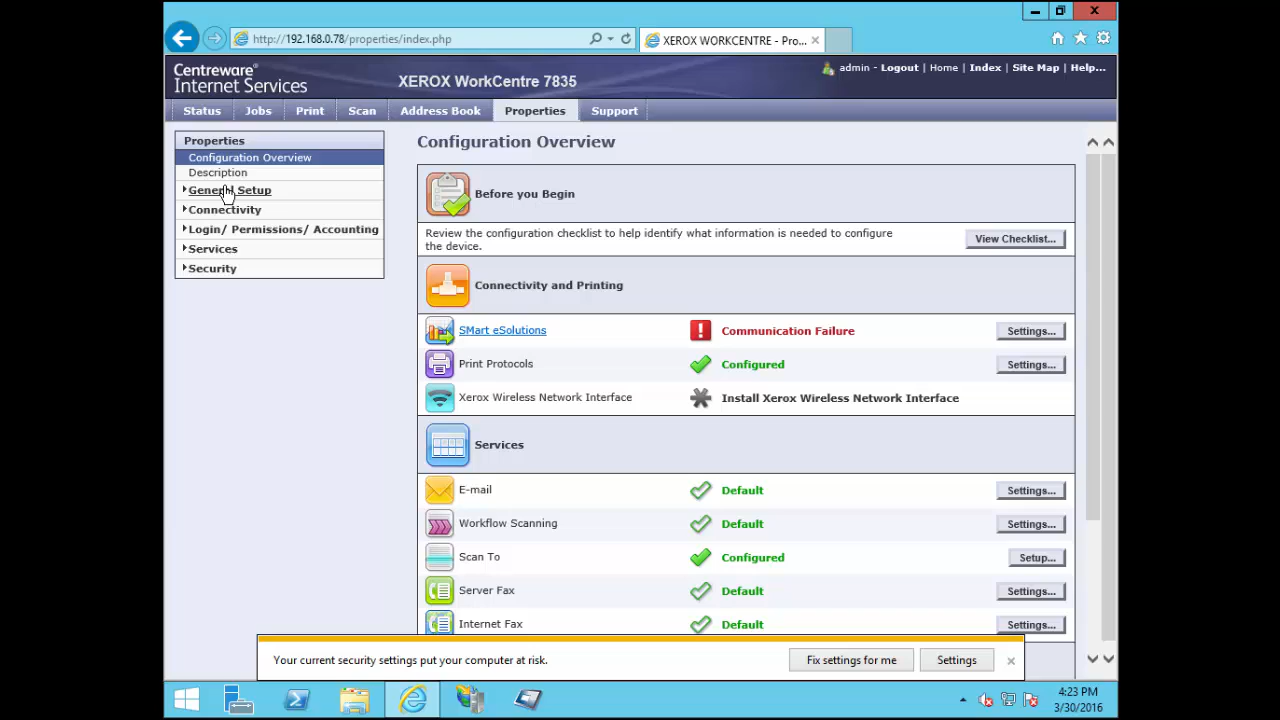 http://192.168.0.78/properties/index.php
XEROX WORKCENTRE - Pro...
Centreware®
Internet Services
XEROX WorkCentre 7835
admin - Logout | Home | Index | Site Map | Help...
Status
Jobs
Print
Scan
Address Book
Properties
Support
Properties
Configuration Overview
Description
General Setup
Connectivity
Login/ Permissions/ Accounting
Services
Security
Configuration Overview
Before you Begin
Review the configuration checklist to help identify what information is needed to configure
the device.
View Checklist...
Connectivity and Printing
SMart eSolutions
Communication Failure
Settings...
Print Protocols
Configured
Settings...
Xerox Wireless Network Interface
Install Xerox Wireless Network Interface
Services
E-mail
Default
Settings...
Workflow Scanning
Default
Settings...
Scan To
Configured
Setup...
Server Fax
Default
Settings...
Internet Fax
Default
Settings...
Your current security settings put your computer at risk.
Fix settings for me
Settings
4:23 PM
3/30/2016